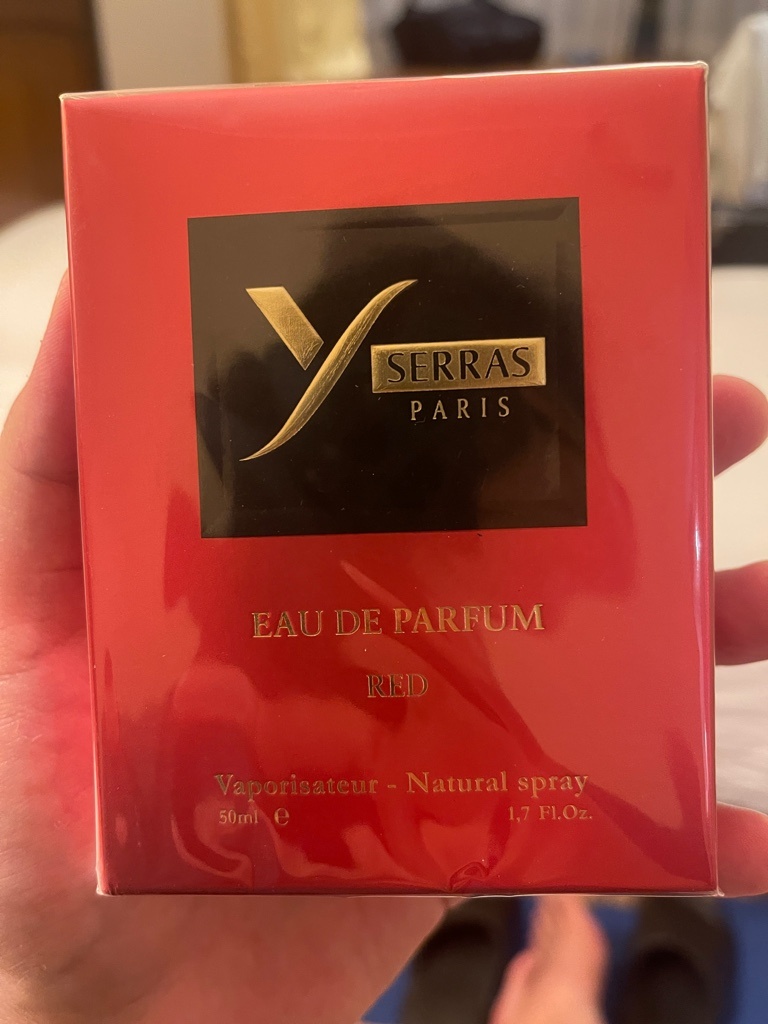 Y SERRAS
PARIS
EAU DE PARFUM
RED
Vaporisateur - Natural spray
50ml ℮ 1,7 Fl.Oz.